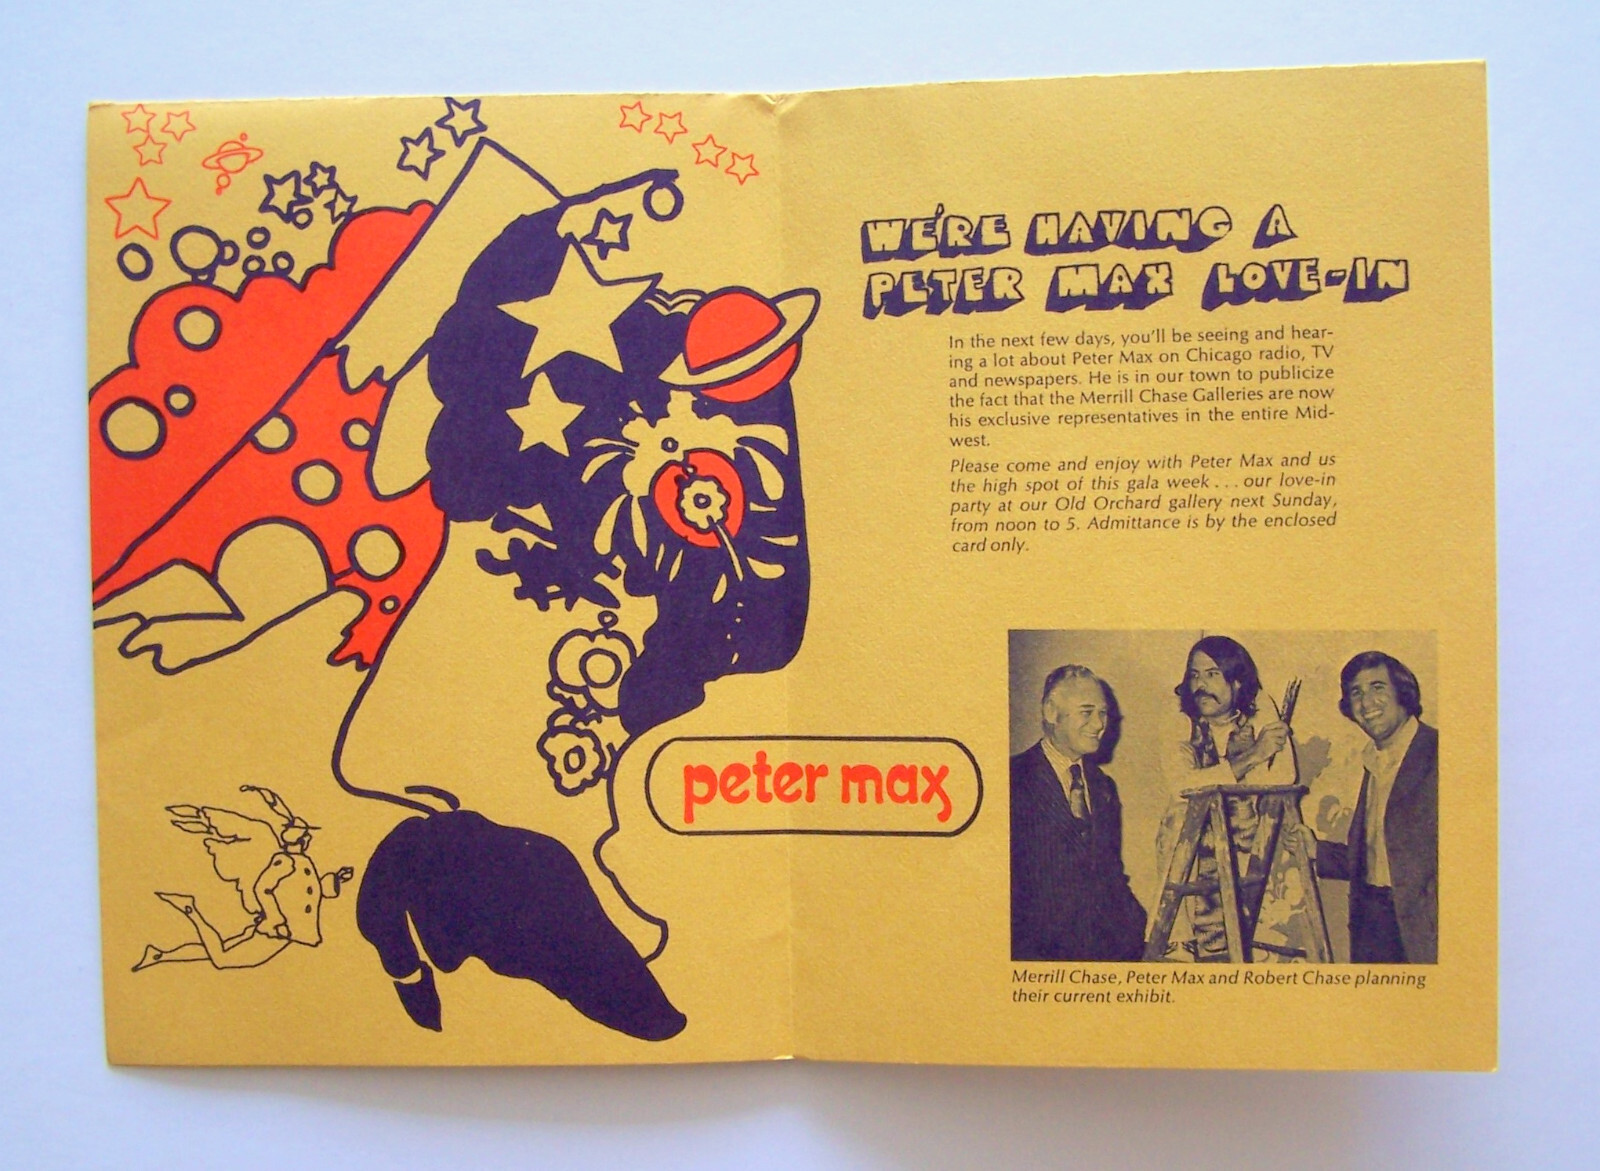 WE'RE HAVING A
PETER MAX LOVE-IN
In the next few days, you'll be seeing and hear-
ing a lot about Peter Max on Chicago radio, TV
and newspapers. He is in our town to publicize
the fact that the Merrill Chase Galleries are now
his exclusive representatives in the entire Mid-
west.
Please come and enjoy with Peter Max and us
the high spot of this gala week . . . our love-in
party at our Old Orchard gallery next Sunday,
from noon to 5. Admittance is by the enclosed
card only.
peter max
Merrill Chase, Peter Max and Robert Chase planning
their current exhibit.